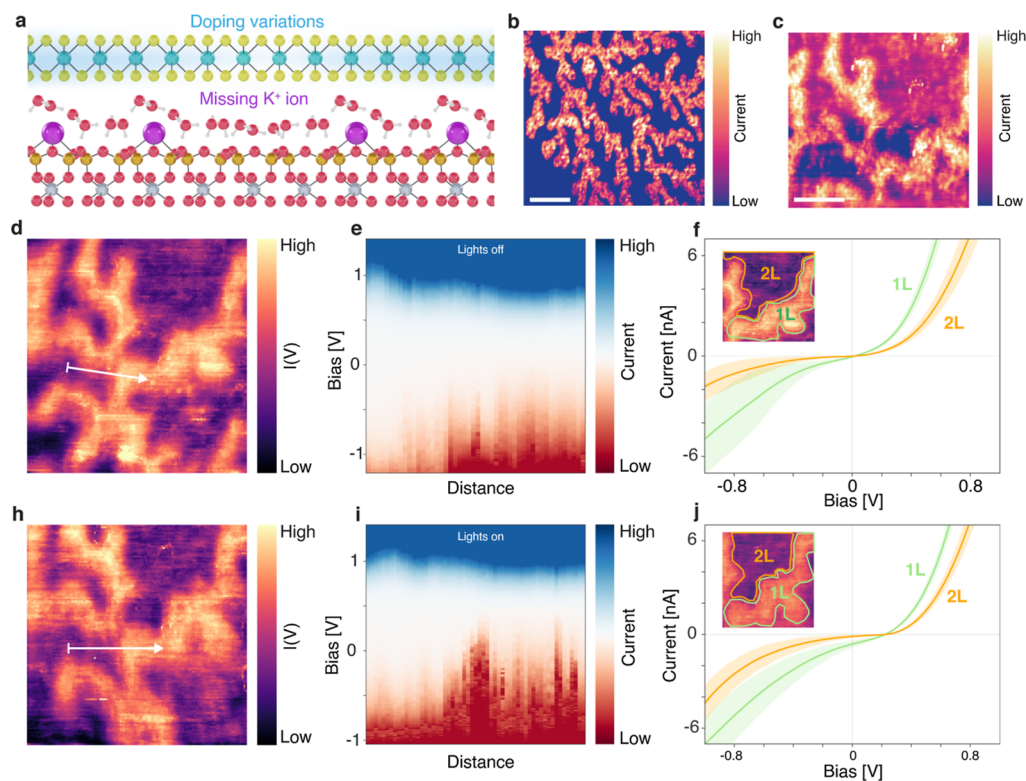 a
Doping variations
Missing K⁺ ion
b
High
Current
Low
c
High
Current
Low
d
High
I(V)
Low
e
Lights off
1
0
-1
Bias [V]
Distance
High
Current
Low
f
6
0
-6
Current [nA]
2L
1L
1L
2L
-0.8
0
0.8
Bias [V]
h
High
I(V)
Low
i
Lights on
1
0
-1
Bias [V]
Distance
High
Current
Low
j
6
0
-6
Current [nA]
2L
1L
1L
2L
-0.8
0
0.8
Bias [V]